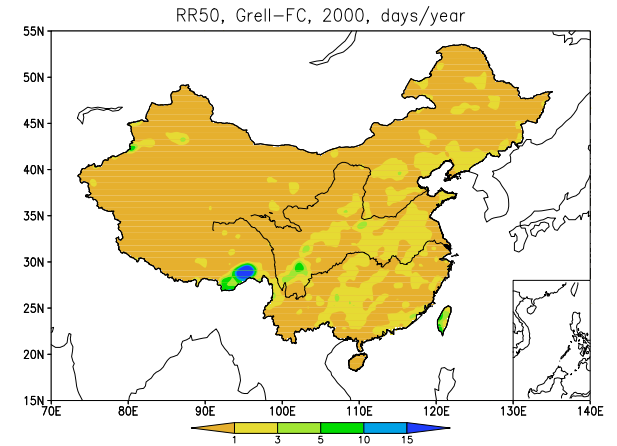 RR50, Grell-FC, 2000, days/year
55N
50N
45N
40N
35N
30N
25N
20N
15N
70E 80E 90E 100E 110E 120E 130E 140E
1 3 5 10 15